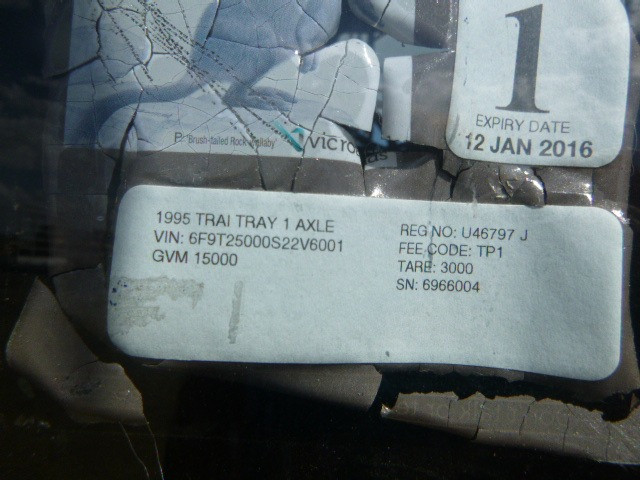 1
EXPIRY DATE
12 JAN 2016
P: 'Brush-tailed Rock Wallaby'
vicroads
1995 TRAI TRAY 1 AXLE
VIN: 6F9T25000S22V6001
GVM 15000
REG NO: U46797 J
FEE CODE: TP1
TARE: 3000
SN: 6966004